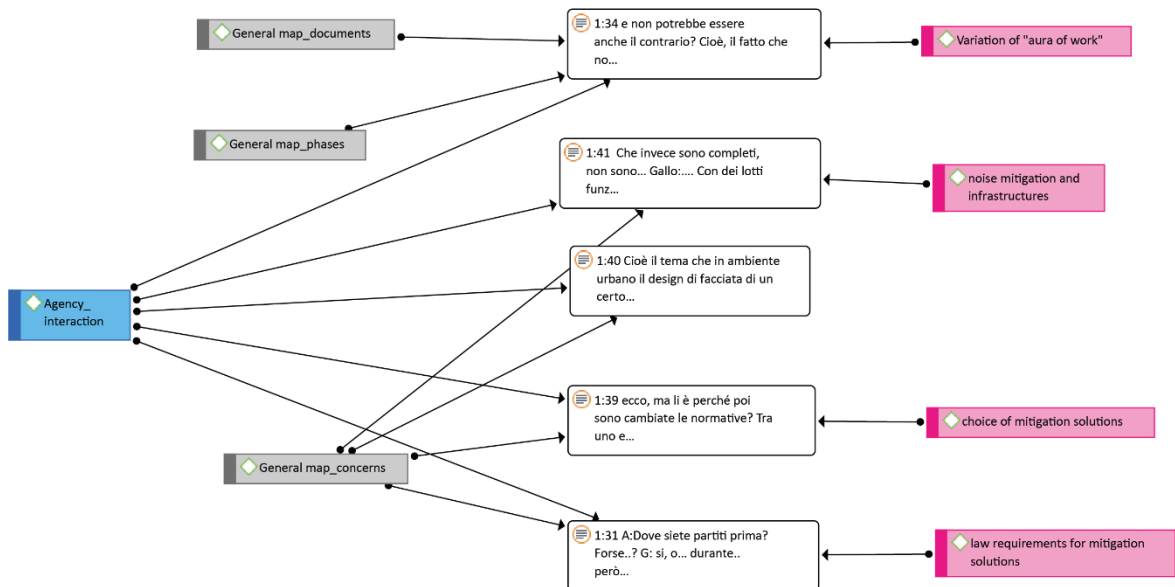 General map_documents
1:34 e non potrebbe essere
anche il contrario? Cioè, il fatto che
no...
Variation of "aura of work"
General map_phases
1:41 Che invece sono completi,
non sono... Gallo:.... Con dei lotti
funz...
noise mitigation and
infrastructures
1:40 Cioè il tema che in ambiente
urbano il design di facciata di un
certo...
Agency_
interaction
1:39 ecco, ma li è perché poi
sono cambiate le normative? Tra
uno e...
choice of mitigation solutions
General map_concerns
1:31 A:Dove siete partiti prima?
Forse..? G: si, o... durante..
però...
law requirements for mitigation
solutions